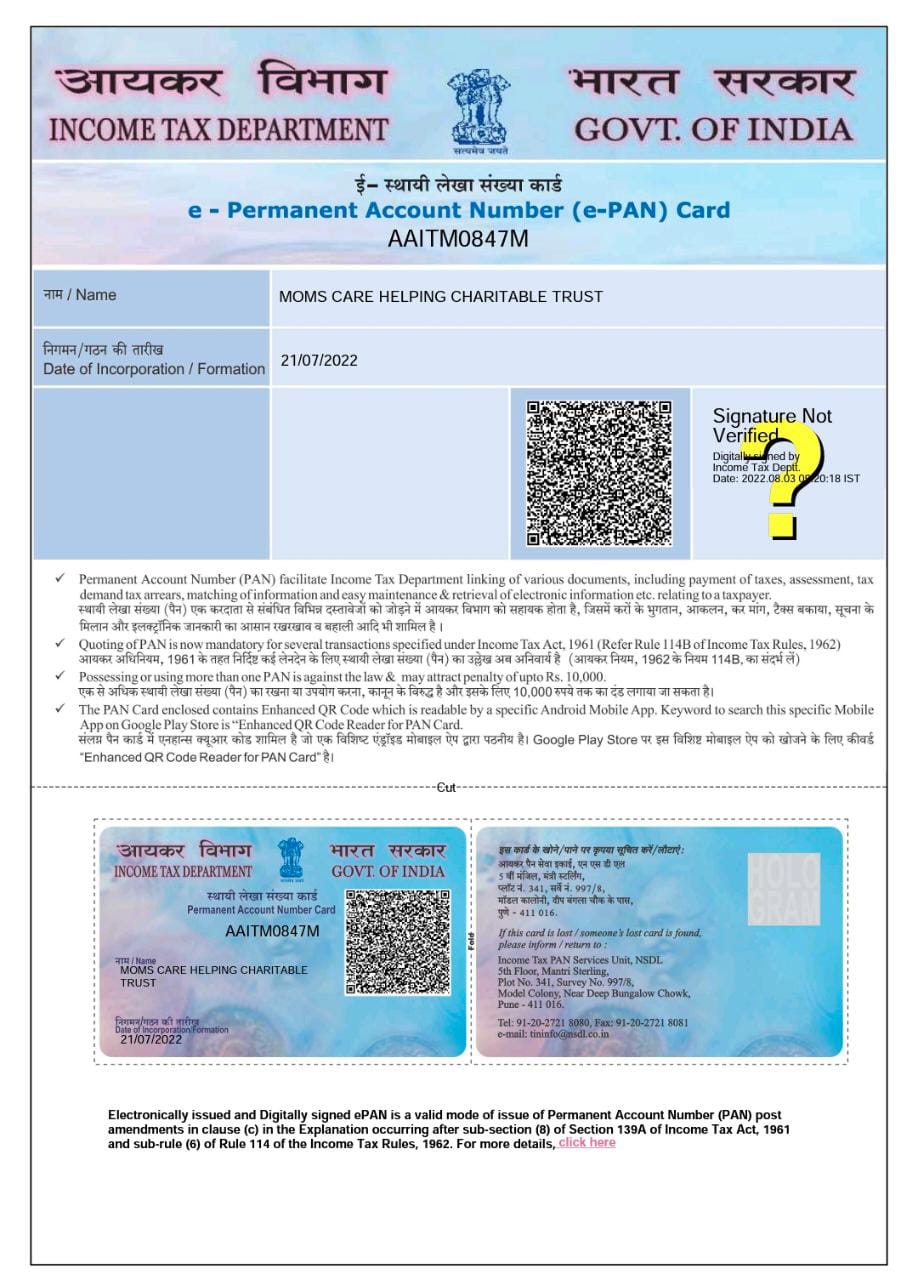 आयकर विभाग
INCOME TAX DEPARTMENT
सत्यमेव जयते
भारत सरकार
GOVT. OF INDIA
ई- स्थायी लेखा संख्या कार्ड
e - Permanent Account Number (e-PAN) Card
AAITM0847M
नाम / Name
MOMS CARE HELPING CHARITABLE TRUST
निगमन/गठन की तारीख
Date of Incorporation / Formation
21/07/2022
Signature Not
Verified
Digitally signed by
Income Tax Deptt.
Date: 2022.08.03 :20:18 IST
✓ Permanent Account Number (PAN) facilitate Income Tax Department linking of various documents, including payment of taxes, assessment, tax
demand tax arrears, matching of information and easy maintenance & retrieval of electronic information etc. relating to a taxpayer.
स्थायी लेखा संख्या (पैन) एक करदाता से संबंधित विभिन्न दस्तावेजों को जोड़ने में आयकर विभाग को सहायक होता है, जिसमें करों के भुगतान, आकलन, कर मांग, टैक्स बकाया, सूचना के
मिलान और इलक्ट्रॉनिक जानकारी का आसान रखरखाव व बहाली आदि भी शामिल है ।
✓ Quoting of PAN is now mandatory for several transactions specified under Income Tax Act, 1961 (Refer Rule 114B of Income Tax Rules, 1962)
आयकर अधिनियम, 1961 के तहत निर्दिष्ट कई लेनदेन के लिए स्थायी लेखा संख्या (पैन) का उल्लेख अब अनिवार्य है (आयकर नियम, 1962 के नियम 114B, का संदर्भ लें)
✓ Possessing or using more than one PAN is against the law & may attract penalty of upto Rs. 10,000.
एक से अधिक स्थायी लेखा संख्या (पैन) का रखना या उपयोग करना, कानून के विरुद्ध है और इसके लिए 10,000 रुपये तक का दंड लगाया जा सकता है।
✓ The PAN Card enclosed contains Enhanced QR Code which is readable by a specific Android Mobile App. Keyword to search this specific Mobile
App on Google Play Store is “Enhanced QR Code Reader for PAN Card.
संलग्न पैन कार्ड में एनहान्स क्यूआर कोड शामिल है जो एक विशिष्ट एंड्रॉइड मोबाइल ऐप द्वारा पठनीय है। Google Play Store पर इस विशिष्ट मोबाइल ऐप को खोजने के लिए कीवर्ड
“Enhanced QR Code Reader for PAN Card” है।
Cut
आयकर विभाग
INCOME TAX DEPARTMENT
भारत सरकार
GOVT. OF INDIA
स्थायी लेखा संख्या कार्ड
Permanent Account Number Card
AAITM0847M
नाम / Name
MOMS CARE HELPING CHARITABLE
TRUST
निगमन/गठन की तारीख
Date of Incorporation/Formation
21/07/2022
Fold
इस कार्ड के खोने/पाने पर कृपया सूचित करें/लौटाएं:
आयकर पैन सेवा इकाई, एन एस डी एल
5 वीं मंजिल, मंत्री स्टर्लिंग,
प्लॉट नं. 341, सर्वे नं. 997/8,
मॉडल कालोनी, दीप बंगला चौक के पास,
पुणे - 411 016.
HOLO
GRAM
If this card is lost / someone's lost card is found,
please inform / return to :
Income Tax PAN Services Unit, NSDL
5th Floor, Mantri Sterling,
Plot No. 341, Survey No. 997/8,
Model Colony, Near Deep Bungalow Chowk,
Pune - 411 016.
Tel: 91-20-2721 8080, Fax: 91-20-2721 8081
e-mail: tininfo@nsdl.co.in
Electronically issued and Digitally signed ePAN is a valid mode of issue of Permanent Account Number (PAN) post
amendments in clause (c) in the Explanation occurring after sub-section (8) of Section 139A of Income Tax Act, 1961
and sub-rule (6) of Rule 114 of the Income Tax Rules, 1962. For more details, click here